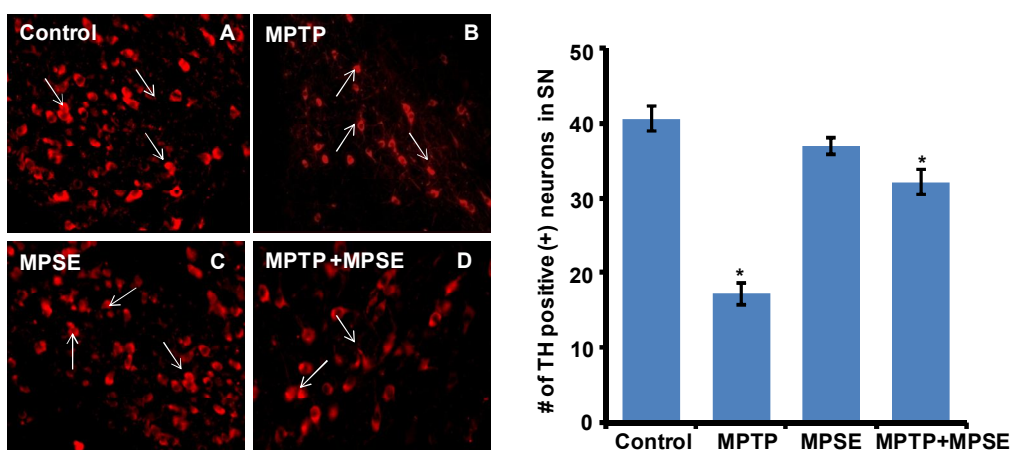 Control A
MPTP B
MPSE C
MPTP+MPSE D
# of TH positive (+) neurons in SN
50
40
30
20
10
0
*
*
Control MPTP MPSE MPTP+MPSE